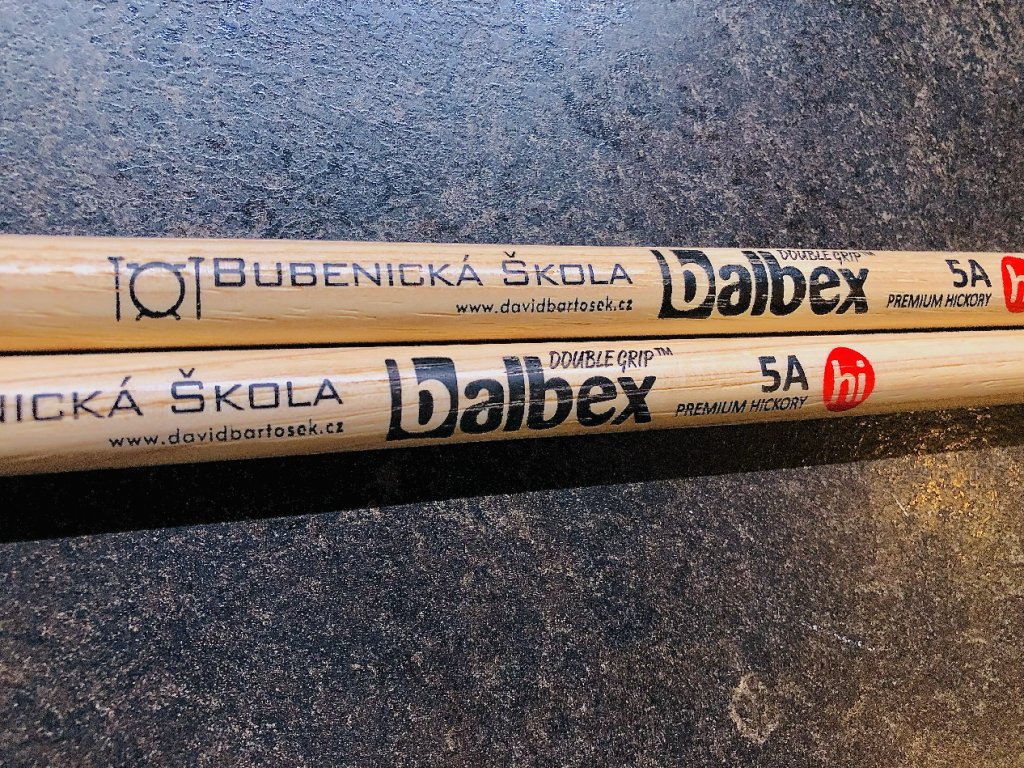 BUBENICKÁ ŠKOLA
www.davidbartosek.cz
Balbex
DOUBLE GRIP™
5A
PREMIUM HICKORY
NICKÁ ŠKOLA
www.davidbartosek.cz
Balbex
DOUBLE GRIP™
5A
PREMIUM HICKORY
hi